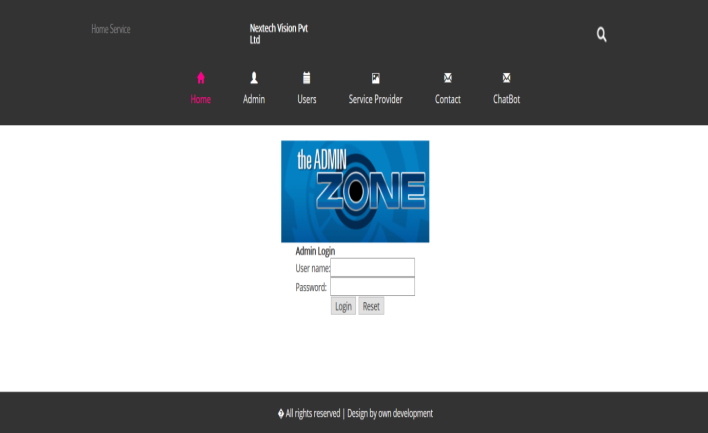 Home Service
Nextech Vision Pvt
Ltd
Home Admin Users Service Provider Contact ChatBot
the ADMIN
ZONE
Admin Login
User name:
Password:
Login Reset
� All rights reserved | Design by own development